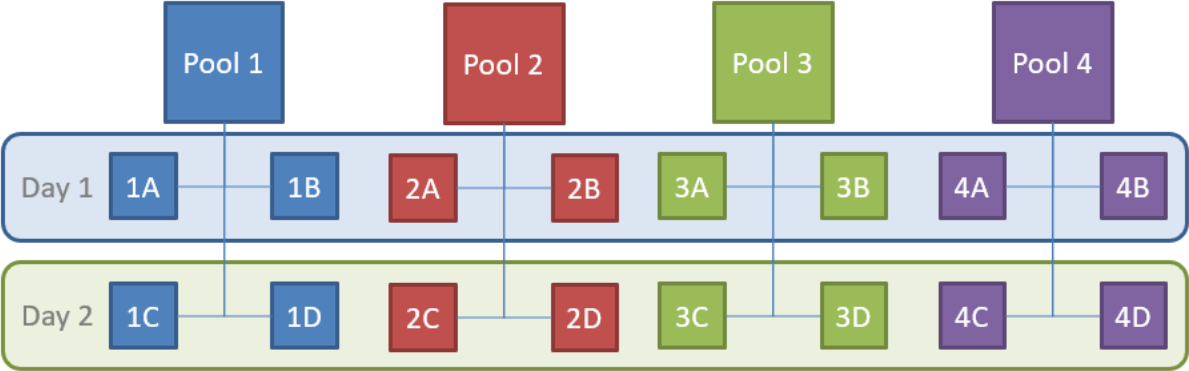 Pool 1 Pool 2 Pool 3 Pool 4
Day 1 1A 1B 2A 2B 3A 3B 4A 4B
Day 2 1C 1D 2C 2D 3C 3D 4C 4D